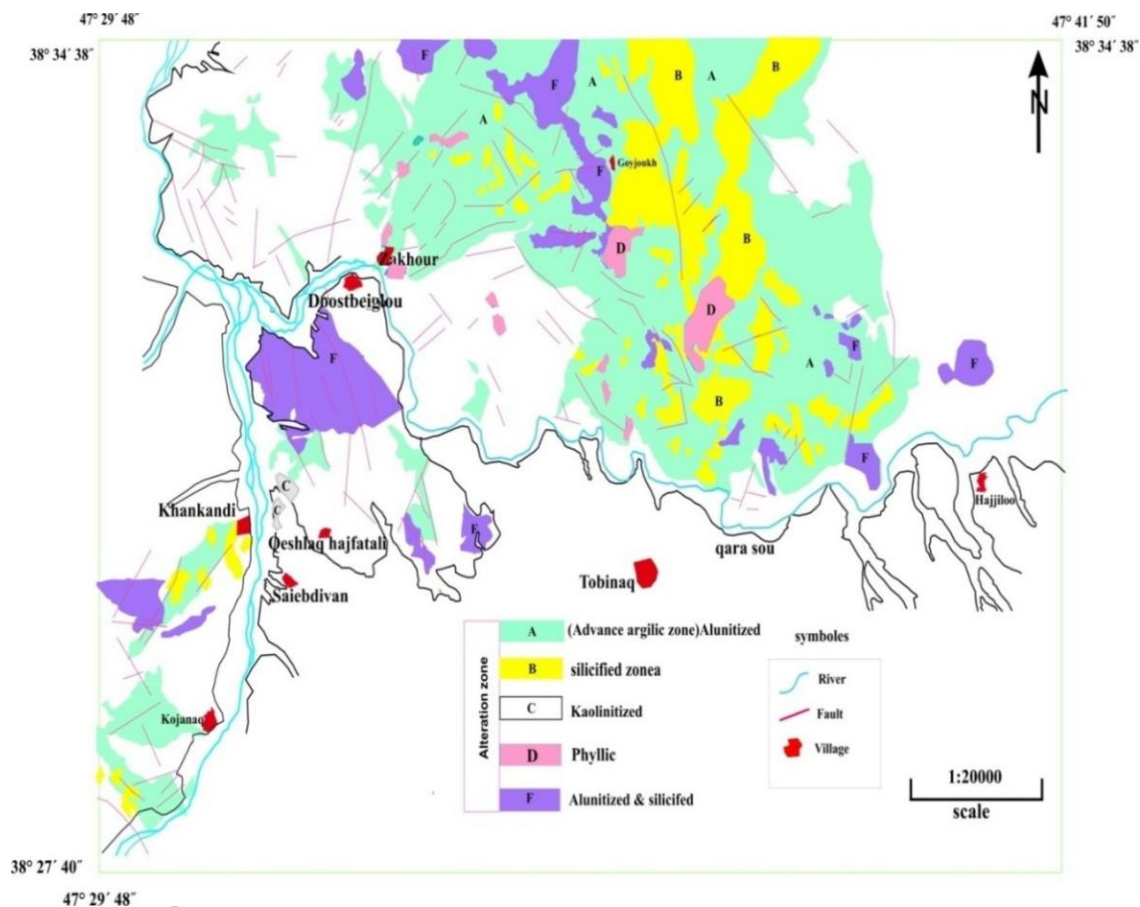 47° 29′ 48″
47° 41′ 50″
38° 34′ 38″
38° 34′ 38″
F
F
A
B
A
B
A
N
F
Goyjoukh
D
B
Zakhour
Doostbeiglou
D
F
F
A
F
B
F
C
C
Khankandi
Hajjiloo
F
Qeshlaq hajfatali
qara sou
Tobinaq
Saiebdivan
Alteration zone
A (Advance argilic zone)Alunitized
B silicified zonea
C Kaolinitized
D Phyllic
F Alunitized & silicifed
symboles
River
Fault
Village
Kojanaq
1:20000
scale
38° 27′ 40″
47° 29′ 48″